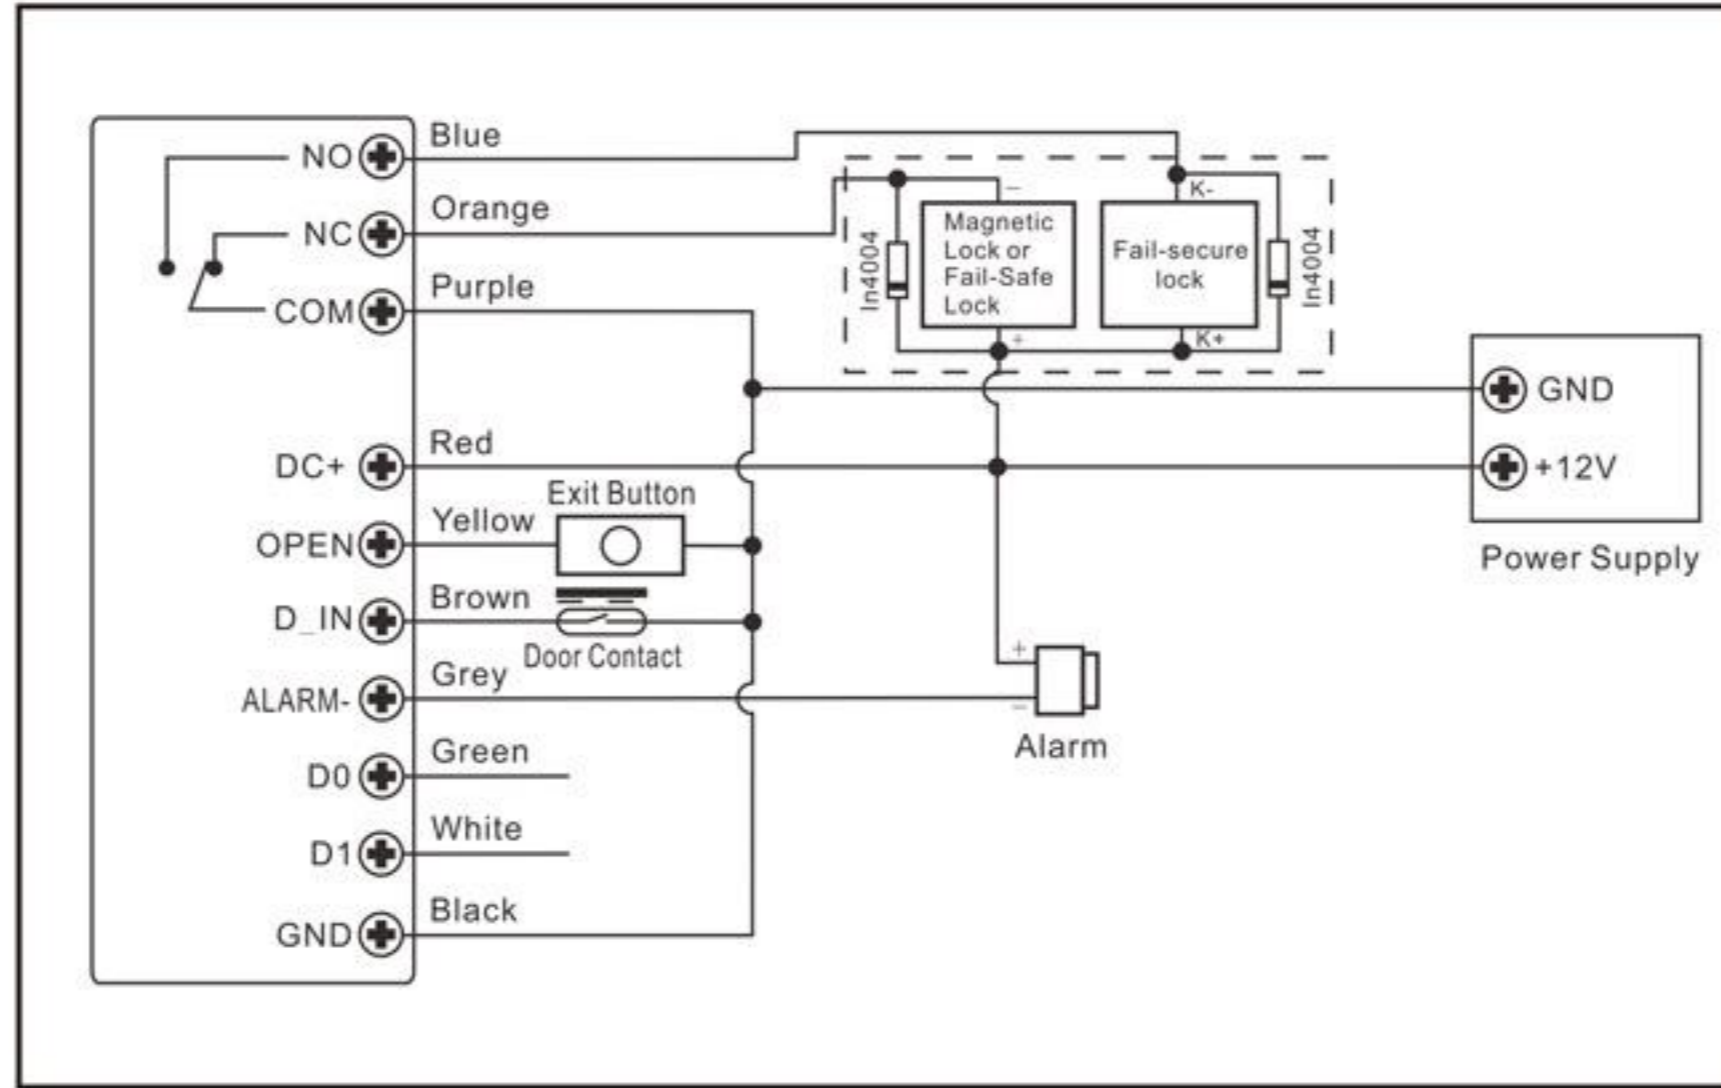 NO
Blue
NC
Orange
COM
Purple
DC+
Red
OPEN
Yellow
Exit Button
D_IN
Brown
Door Contact
ALARM-
Grey
D0
Green
D1
White
GND
Black
In4004
−
Magnetic
Lock or
Fail-Safe
Lock
+
K-
Fail-secure
lock
K+
In4004
GND
+12V
Power Supply
+
−
Alarm